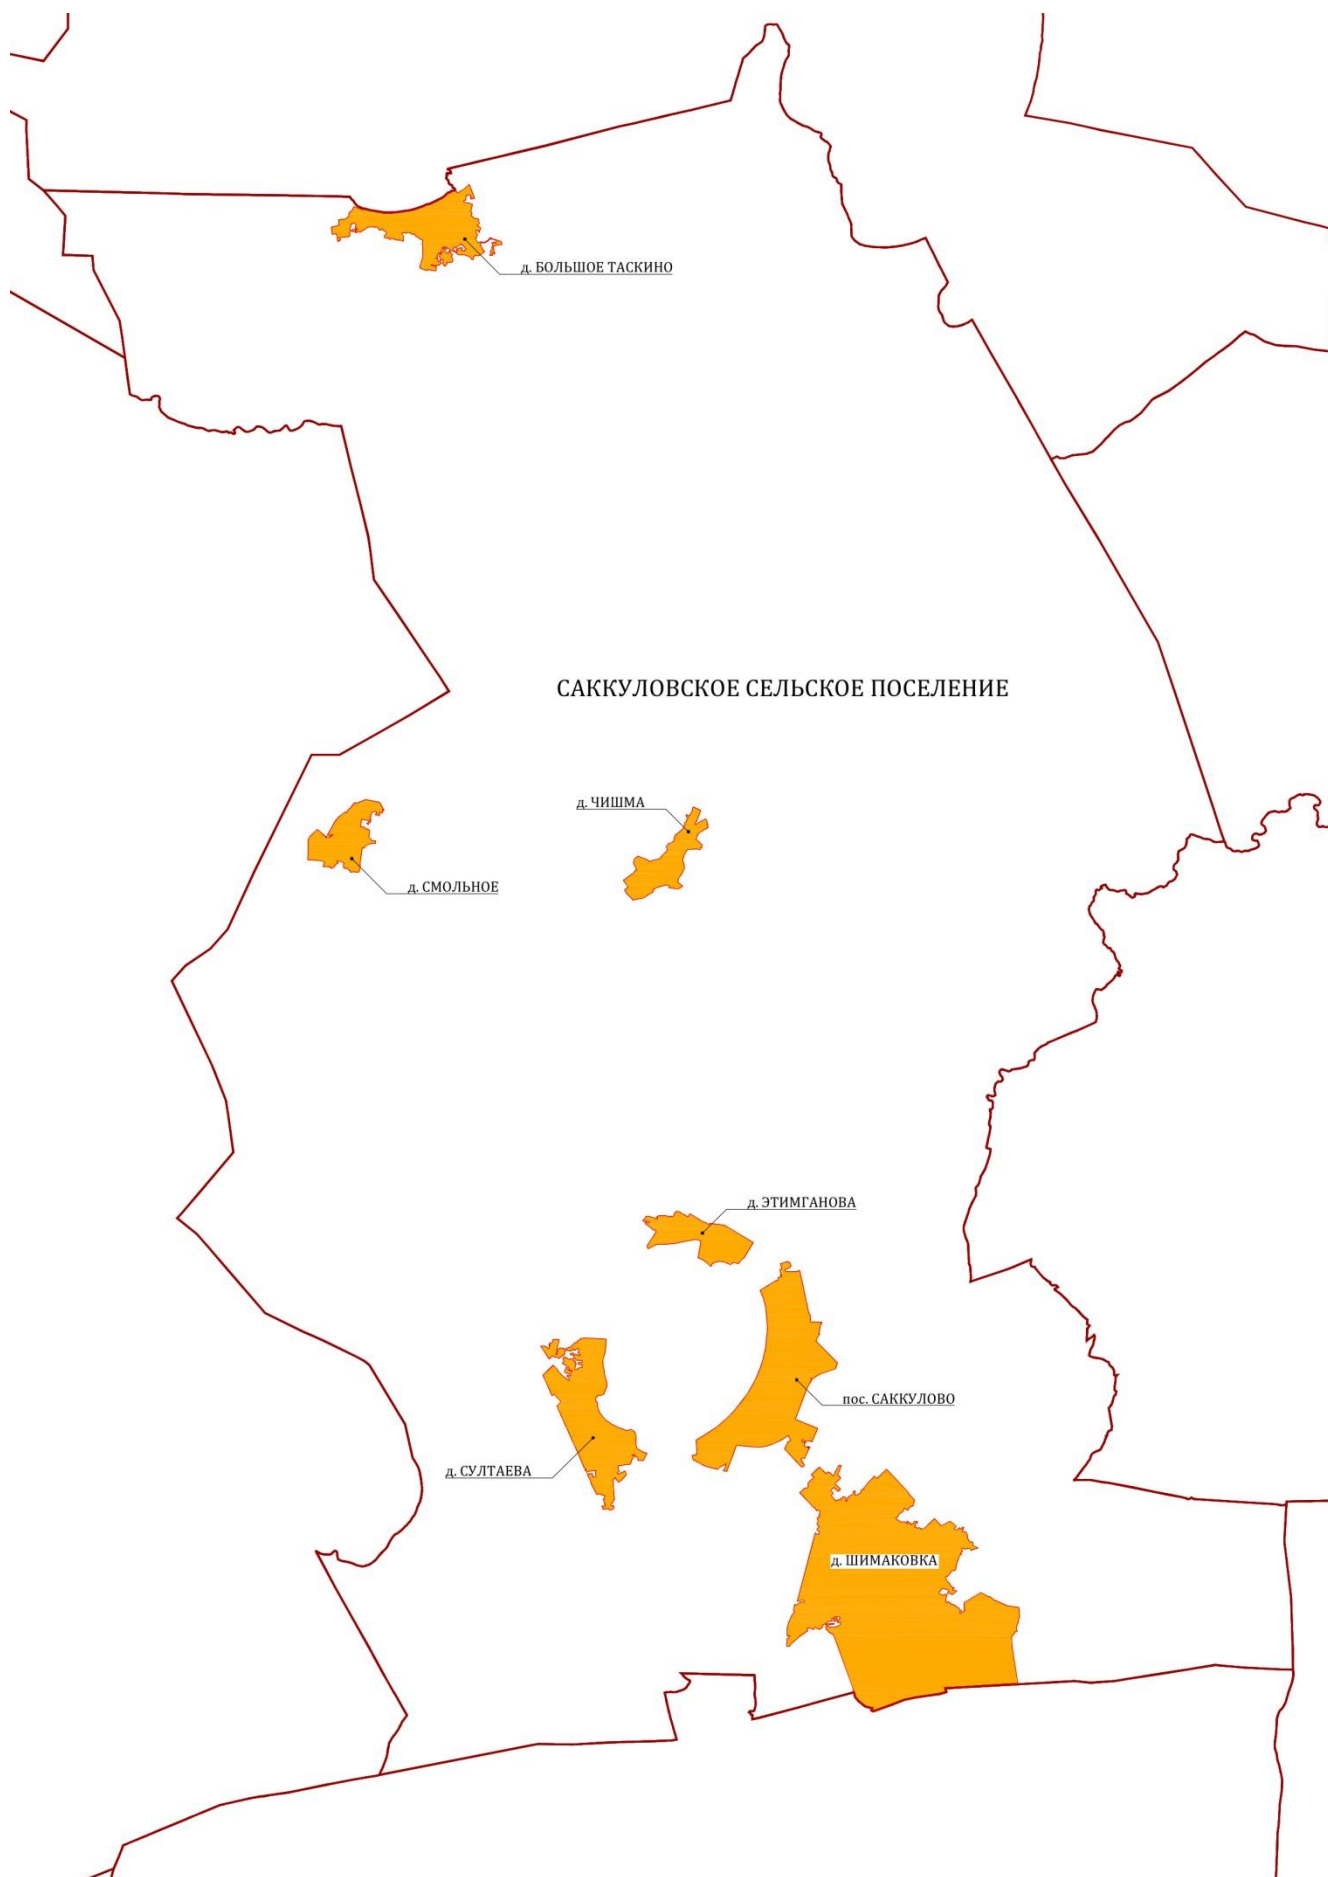 д. БОЛЬШОЕ ТАСКИНО
САККУЛОВСКОЕ СЕЛЬСКОЕ ПОСЕЛЕНИЕ
д. ЧИШМА
д. СМОЛЬНОЕ
д. ЭТИМГАНОВА
пос. САККУЛОВО
д. СУЛТАЕВА
д. ШИМАКОВКА